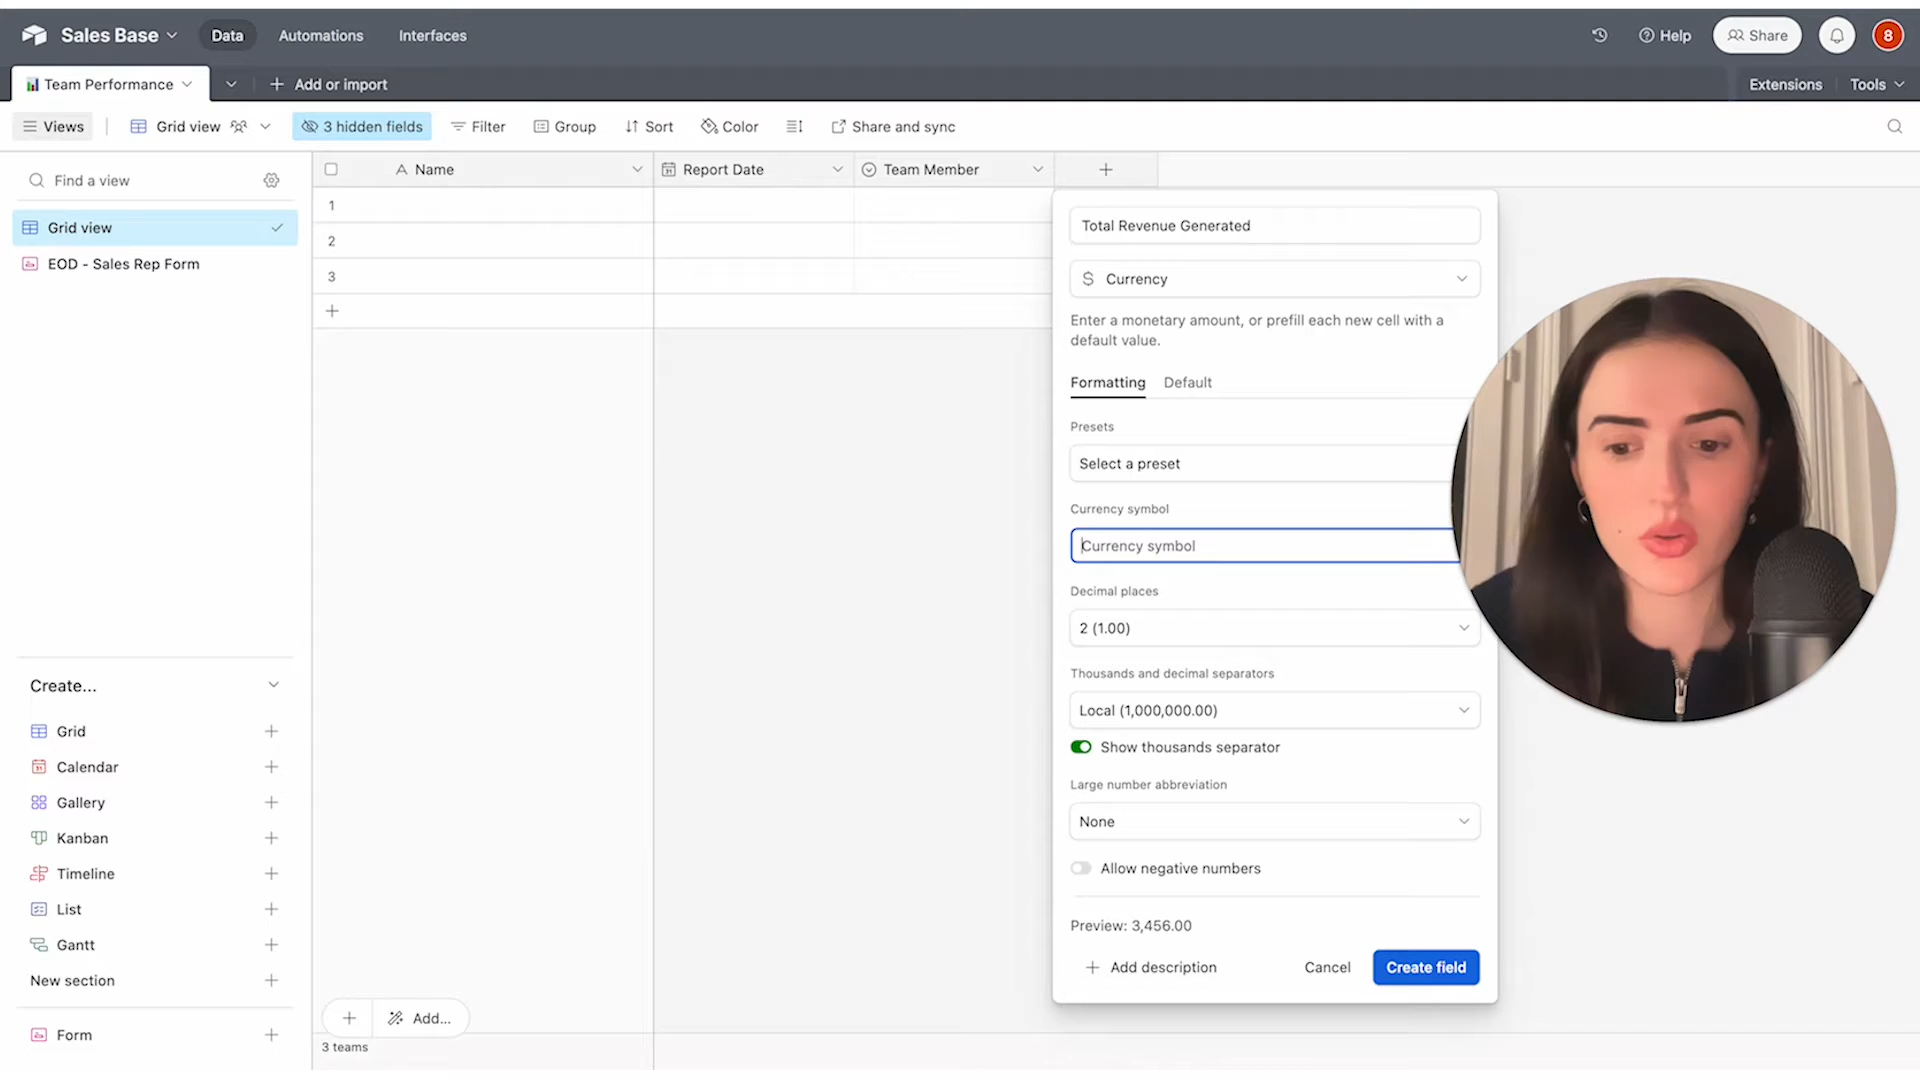 Sales Base
Data
Automations
Interfaces
Help
Share
8
Team Performance
Add or import
Extensions
Tools
Views
Grid view
3 hidden fields
Filter
Group
Sort
Color
Share and sync
Find a view
Name
Report Date
Team Member
1
2
3
Grid view
EOD - Sales Rep Form
Total Revenue Generated
Currency
Enter a monetary amount, or prefill each new cell with a
default value.
Formatting
Default
Presets
Select a preset
Currency symbol
Currency symbol
Decimal places
2 (1.00)
Thousands and decimal separators
Local (1,000,000.00)
Show thousands separator
Large number abbreviation
None
Allow negative numbers
Preview: 3,456.00
Add description
Cancel
Create field
Create...
Grid
Calendar
Gallery
Kanban
Timeline
List
Gantt
New section
Form
Add...
3 teams